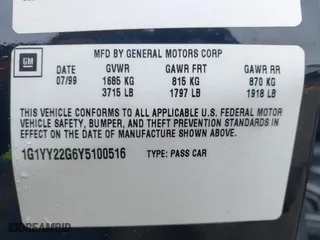 GM
MFD BY GENERAL MOTORS CORP
DATE GVWR GAWR FRT GAWR RR
07/99 1685 KG 815 KG 870 KG
3715 LB 1797 LB 1918 LB
THIS VEHICLE CONFORMS TO ALL APPLICABLE U.S. FEDERAL MOTOR
VEHICLE SAFETY, BUMPER, AND THEFT PREVENTION STANDARDS IN
EFFECT ON THE DATE OF MANUFACTURE SHOWN ABOVE.
1G1YY22G6Y5100516 TYPE: PASS CAR
DREAMBID